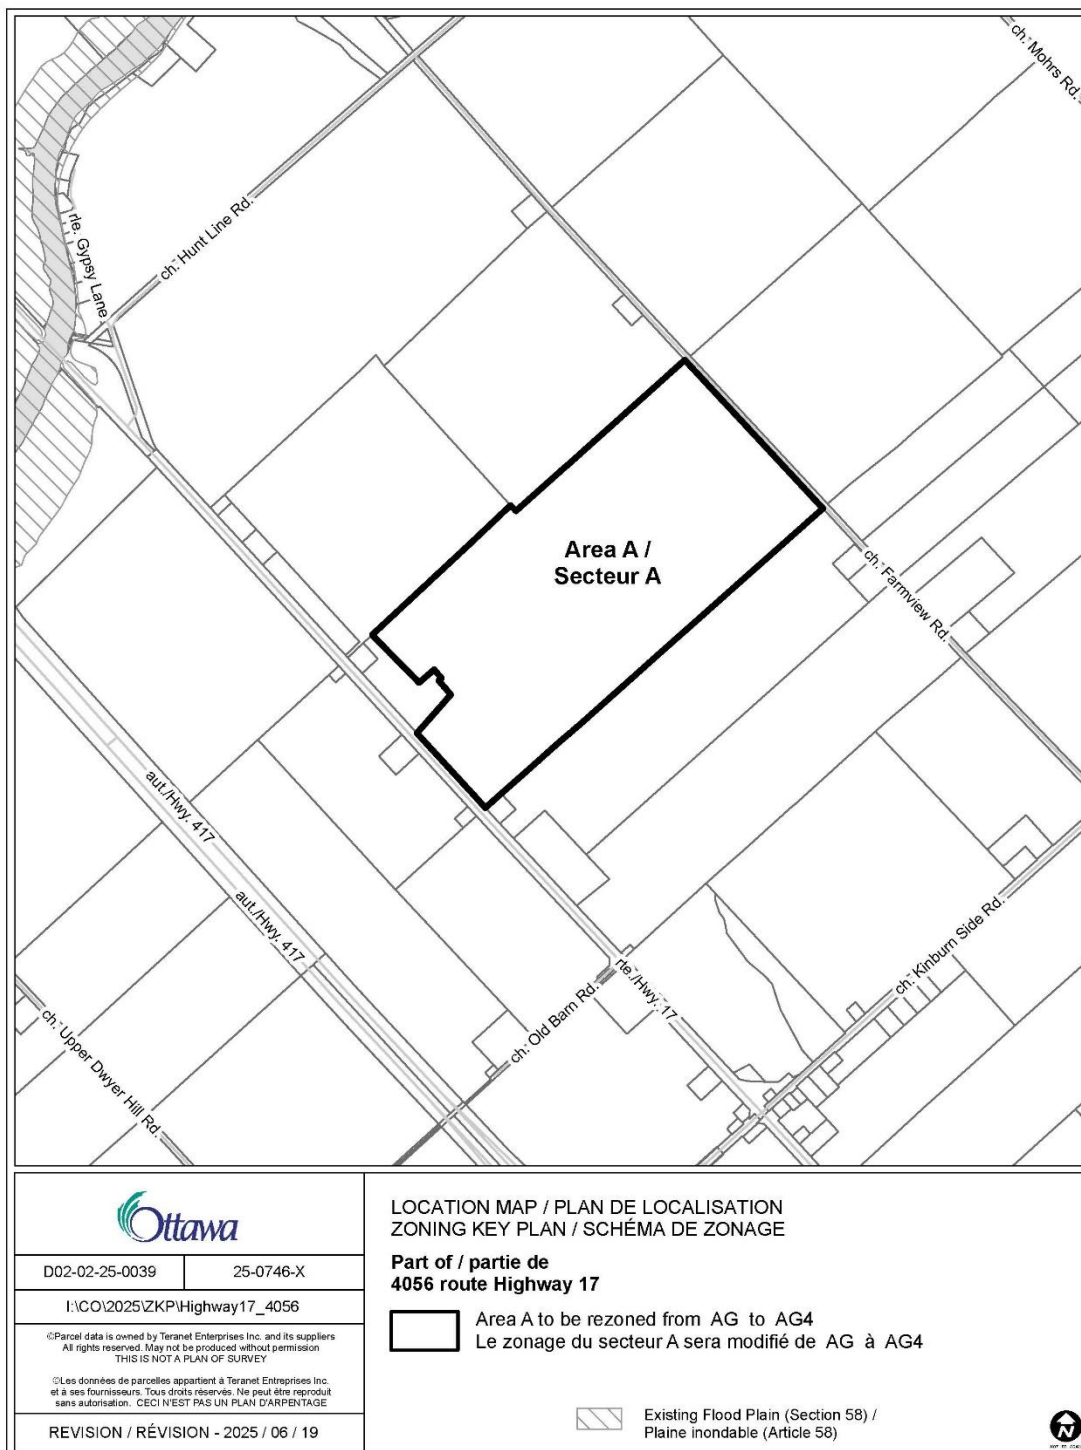 ch. Mohrs Rd.
ch. Hunt Line Rd.
rle. Gypsy Lane
Area A /
Secteur A
ch. Farmview Rd.
aut./Hwy. 417
aut./Hwy. 417
ch. Kinburn Side Rd.
rte./Hwy. 17
ch. Old Barn Rd.
ch. Upper Dwyer Hill Rd.
Ottawa
D02-02-25-0039
25-0746-X
I:\CO\2025\ZKP\Highway17_4056
©Parcel data is owned by Teranet Enterprises Inc. and its suppliers
All rights reserved. May not be produced without permission
THIS IS NOT A PLAN OF SURVEY
©Les données de parcelles appartient à Teranet Enterprises Inc.
et à ses fournisseurs. Tous droits réservés. Ne peut être reproduit
sans autorisation. CECI N'EST PAS UN PLAN D'ARPENTAGE
REVISION / RÉVISION - 2025 / 06 / 19
LOCATION MAP / PLAN DE LOCALISATION
ZONING KEY PLAN / SCHÉMA DE ZONAGE
Part of / partie de
4056 route Highway 17
Area A to be rezoned from AG to AG4
Le zonage du secteur A sera modifié de AG à AG4
Existing Flood Plain (Section 58) /
Plaine inondable (Article 58)
N